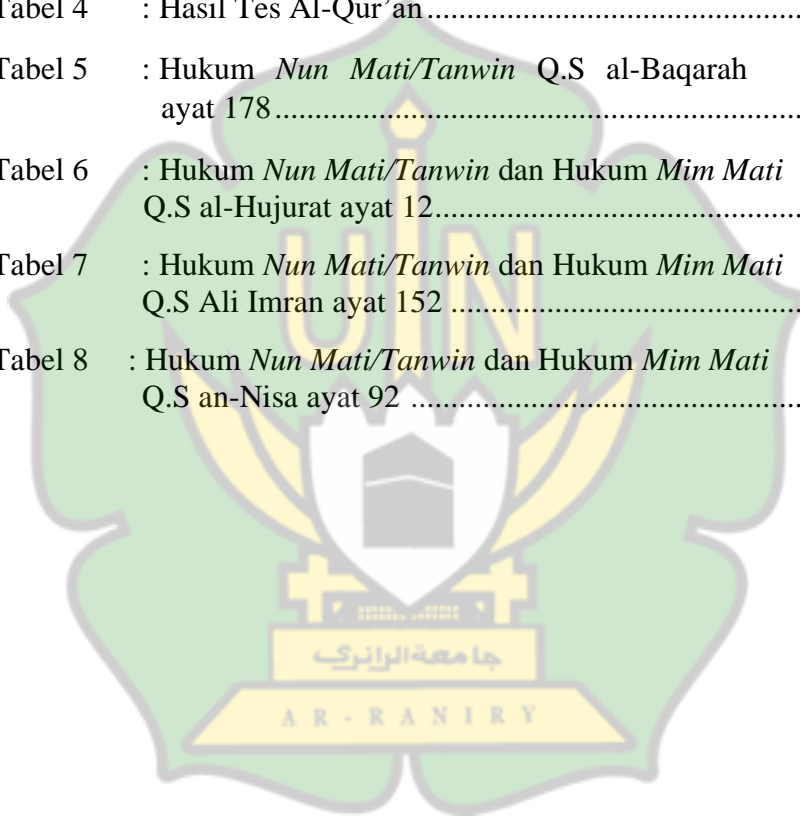 Tabel 4 : Hasil Tes Al-Qur’an................................................
Tabel 5 : Hukum Nun Mati/Tanwin Q.S al-Baqarah
ayat 178..................................................................
Tabel 6 : Hukum Nun Mati/Tanwin dan Hukum Mim Mati
Q.S al-Hujurat ayat 12..............................................
Tabel 7 : Hukum Nun Mati/Tanwin dan Hukum Mim Mati
Q.S Ali Imran ayat 152 ............................................
Tabel 8 : Hukum Nun Mati/Tanwin dan Hukum Mim Mati
Q.S an-Nisa ayat 92 .................................................
UIN
جامعةالرانري
AR-RANIRY